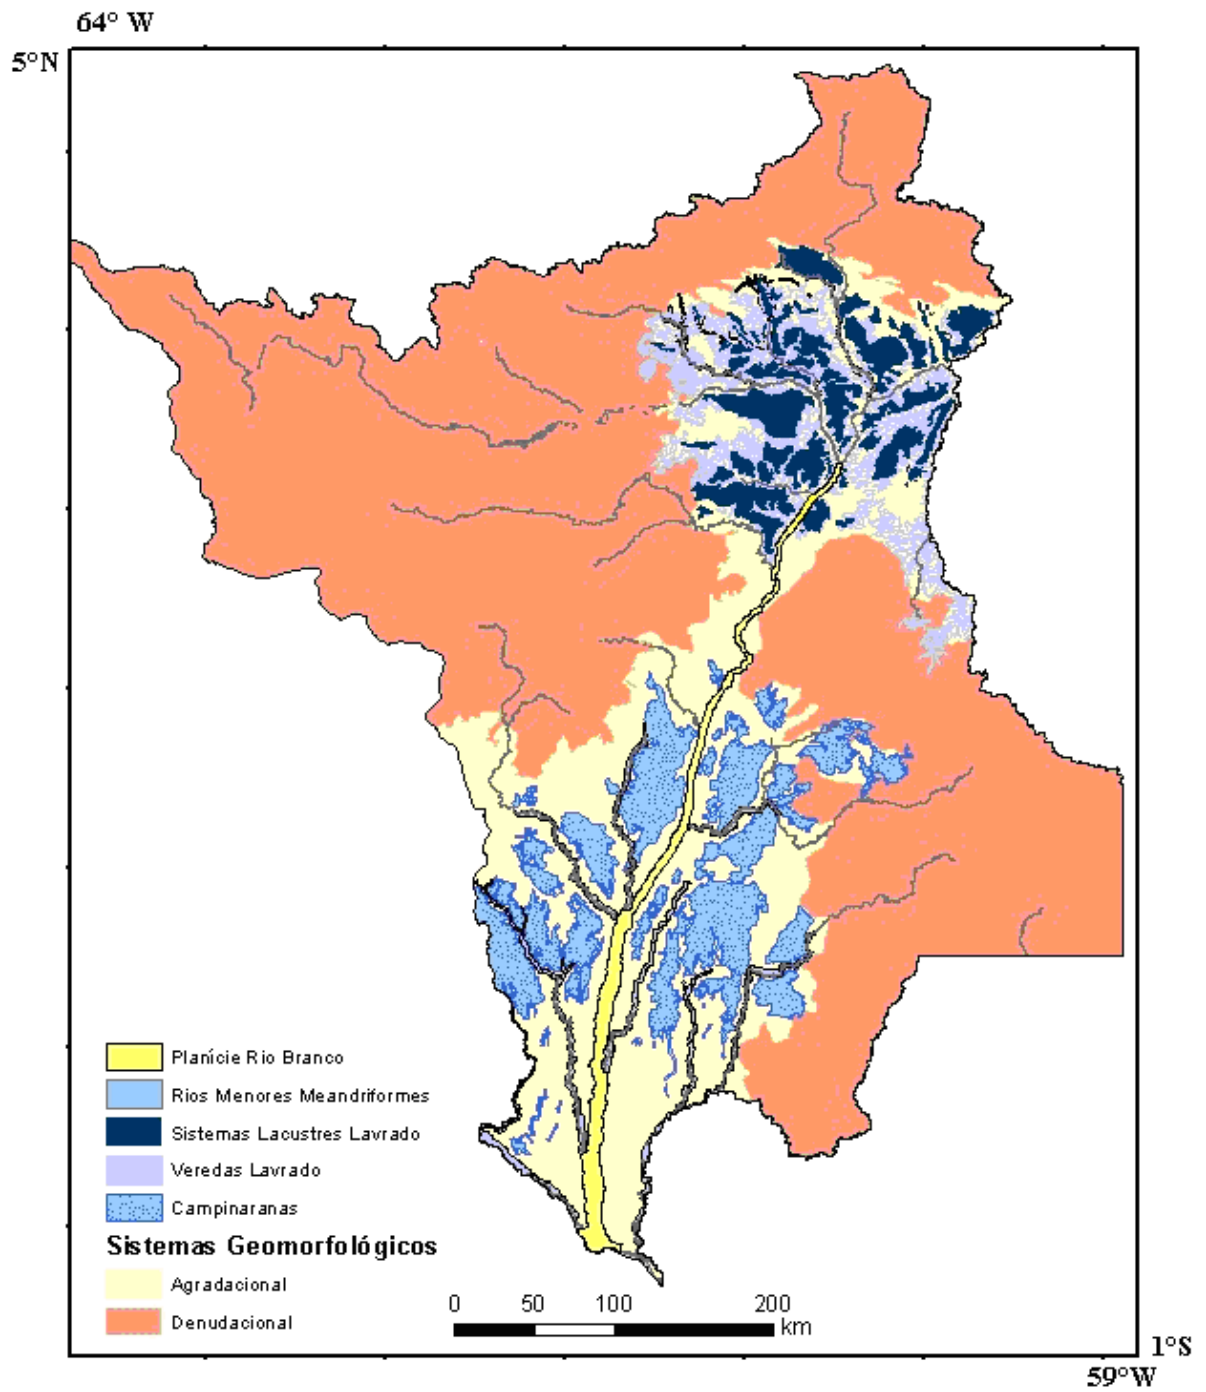 64° W
5°N
Planície Rio Branco
Rios Menores Meandriformes
Sistemas Lacustres Lavrado
Veredas Lavrado
Campinaranas
Sistemas Geomorfológicos
Agradacional
Denudacional
0 50 100 200
km
1°S
59°W